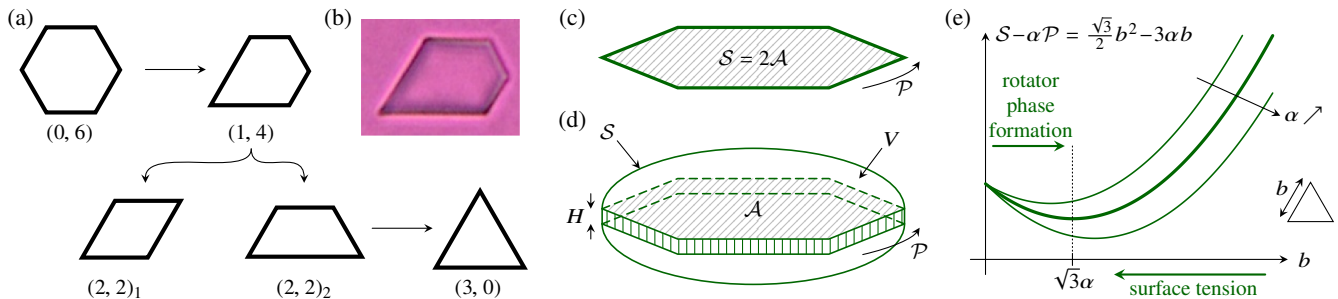 (a)
(0, 6)
(1, 4)
(2, 2)₁
(2, 2)₂
(3, 0)
(b)
(c)
𝒮 = 2𝒜
𝒫
(d)
𝒮
V
H
𝒜
𝒫
(e)
𝒮−α𝒫 = √3/2 b²−3αb
rotator
phase
formation
α ↗
b
√3α
b
surface tension